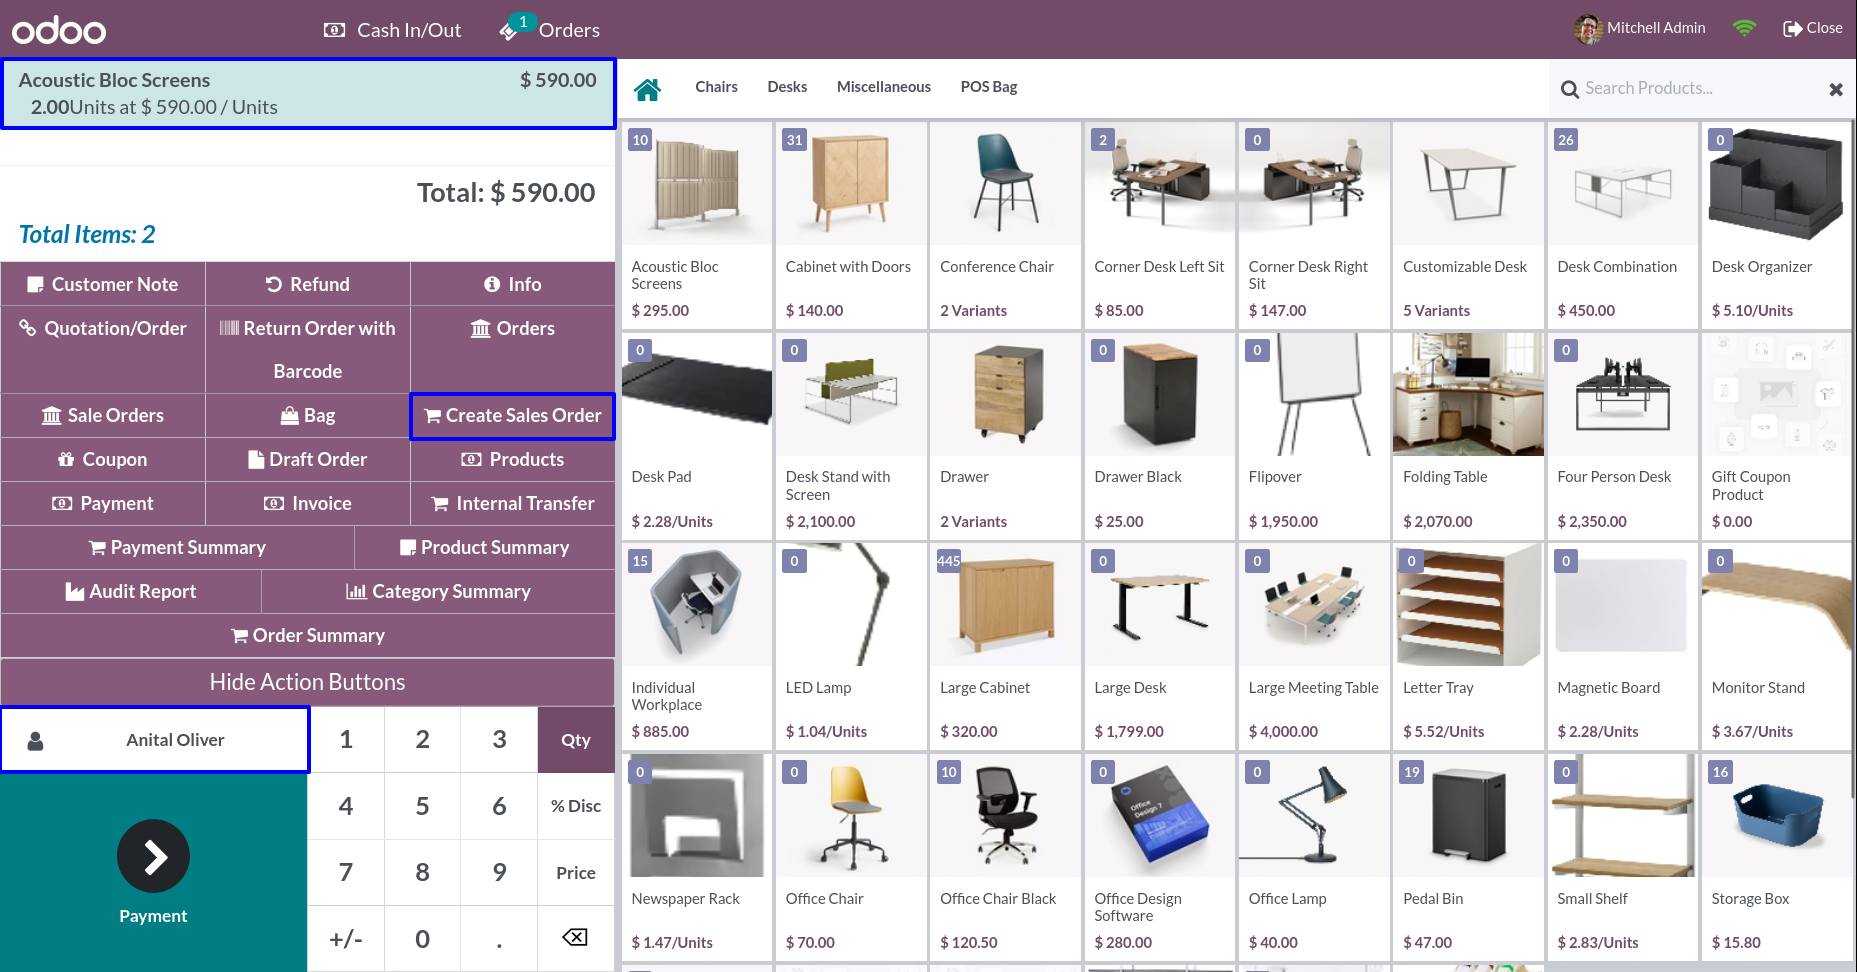 odoo
Cash In/Out
1
Orders
Mitchell Admin
Close
Acoustic Bloc Screens
$ 590.00
2.00Units at $ 590.00 / Units
Total: $ 590.00
Total Items: 2
Customer Note
Refund
Info
Quotation/Order
Return Order with
Barcode
Orders
Sale Orders
Bag
Create Sales Order
Coupon
Draft Order
Products
Payment
Invoice
Internal Transfer
Payment Summary
Product Summary
Audit Report
Category Summary
Order Summary
Hide Action Buttons
Anital Oliver
Payment
1
2
3
Qty
4
5
6
% Disc
7
8
9
Price
+/-
0
.
Chairs
Desks
Miscellaneous
POS Bag
Search Products...
10
Acoustic Bloc
Screens
$ 295.00
31
Cabinet with Doors
$ 140.00
Conference Chair
2 Variants
2
Corner Desk Left Sit
$ 85.00
0
Corner Desk Right
Sit
$ 147.00
Customizable Desk
5 Variants
26
Desk Combination
$ 450.00
0
Desk Organizer
$ 5.10/Units
0
Desk Pad
$ 2.28/Units
0
Desk Stand with
Screen
$ 2,100.00
Drawer
2 Variants
0
Drawer Black
$ 25.00
0
Flipover
$ 1,950.00
Folding Table
$ 2,070.00
0
Four Person Desk
$ 2,350.00
Gift Coupon
Product
$ 0.00
15
Individual
Workplace
$ 885.00
0
LED Lamp
$ 1.04/Units
445
Large Cabinet
$ 320.00
0
Large Desk
$ 1,799.00
0
Large Meeting Table
$ 4,000.00
0
Letter Tray
$ 5.52/Units
0
Magnetic Board
$ 2.28/Units
0
Monitor Stand
$ 3.67/Units
0
Newspaper Rack
$ 1.47/Units
0
Office Chair
$ 70.00
10
Office Chair Black
$ 120.50
0
Office
Design 7
Office Design
Software
$ 280.00
0
Office Lamp
$ 40.00
19
Pedal Bin
$ 47.00
0
Small Shelf
$ 2.83/Units
16
Storage Box
$ 15.80